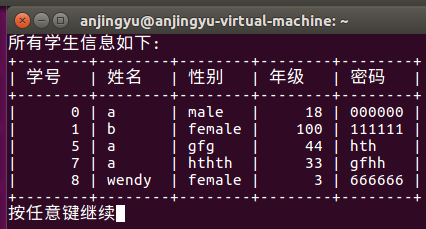 anjingyu@anjingyu-virtual-machine: ~
所有学生信息如下:
+--------+--------+--------+--------+--------+
| 学号 | 姓名 | 性别 | 年级 | 密码 |
+--------+--------+--------+--------+--------+
| 0 | a | male | 18 | 000000 |
| 1 | b | female | 100 | 111111 |
| 5 | a | gfg | 44 | hth |
| 7 | a | hthth | 33 | gfhh |
| 8 | wendy | female | 3 | 666666 |
+--------+--------+--------+--------+--------+
按任意键继续